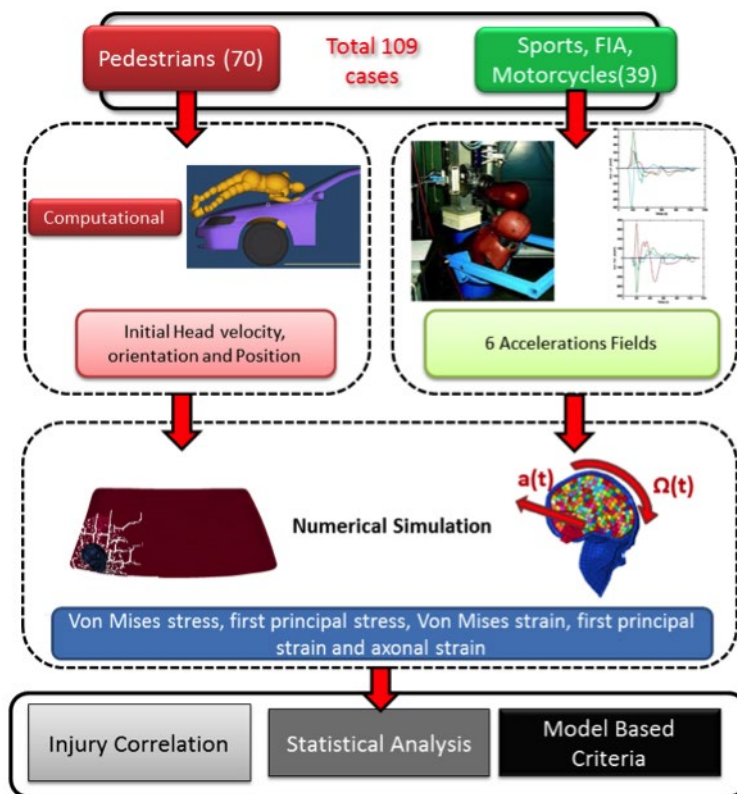 Pedestrians (70)
Total 109
cases
Sports, FIA,
Motorcycles(39)
Computational
Initial Head velocity,
orientation and Position
6 Accelerations Fields
Numerical Simulation
a(t)
Ω(t)
Von Mises stress, first principal stress, Von Mises strain, first principal
strain and axonal strain
Injury Correlation
Statistical Analysis
Model Based
Criteria